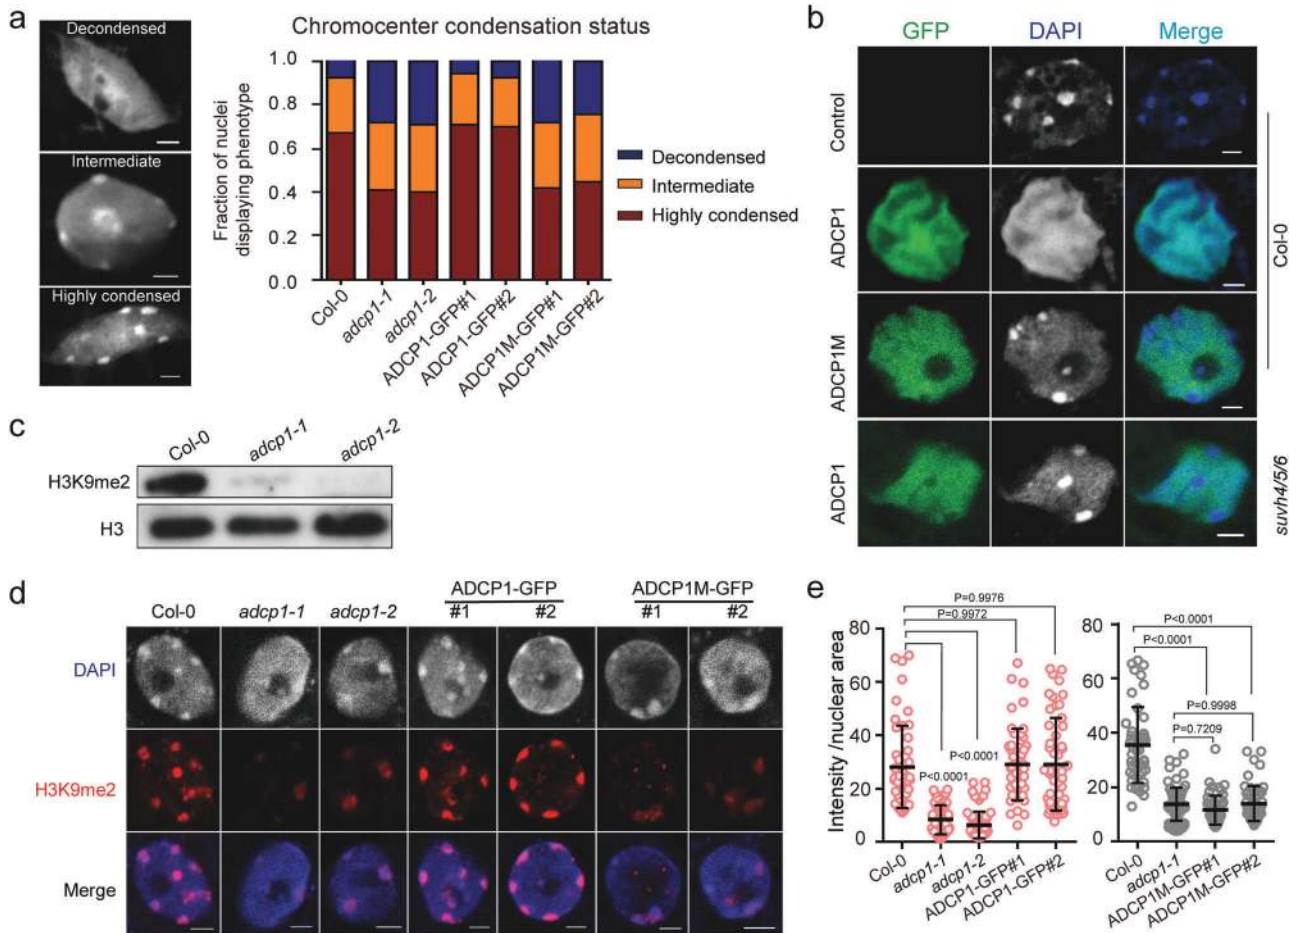 a
Decondensed
Intermediate
Highly condensed
Chromocenter condensation status
Fraction of nuclei
displaying phenotype
1.0
0.8
0.6
0.4
0.2
0.0
Col-0
adcp1-1
adcp1-2
ADCP1-GFP#1
ADCP1-GFP#2
ADCP1M-GFP#1
ADCP1M-GFP#2
Decondensed
Intermediate
Highly condensed
b
GFP DAPI Merge
Control
ADCP1
ADCP1M
ADCP1
Col-0
suvh4/5/6
c
Col-0 adcp1-1 adcp1-2
H3K9me2
H3
d
ADCP1-GFP ADCP1M-GFP
Col-0 adcp1-1 adcp1-2 #1 #2 #1 #2
DAPI
H3K9me2
Merge
e
Intensity /nuclear area
P=0.9976
P=0.9972
P<0.0001
P<0.0001
80
60
40
20
0
Col-0
adcp1-1
adcp1-2
ADCP1-GFP#1
ADCP1-GFP#2
P<0.0001
P<0.0001
P=0.9998
P=0.7209
80
60
40
20
0
Col-0
adcp1-1
ADCP1M-GFP#1
ADCP1M-GFP#2